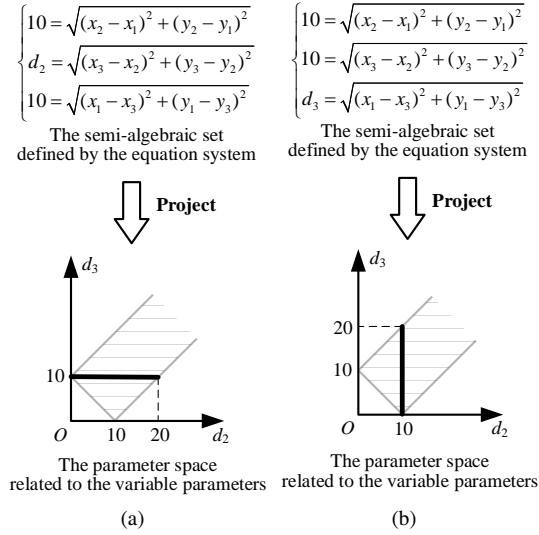 10 = √((x₂ − x₁)² + (y₂ − y₁)²)
d₂ = √((x₃ − x₂)² + (y₃ − y₂)²)
10 = √((x₁ − x₃)² + (y₁ − y₃)²)
The semi-algebraic set
defined by the equation system
Project
d₃
10
O
10
20
d₂
The parameter space
related to the variable parameters
(a)
10 = √((x₂ − x₁)² + (y₂ − y₁)²)
10 = √((x₃ − x₂)² + (y₃ − y₂)²)
d₃ = √((x₁ − x₃)² + (y₁ − y₃)²)
The semi-algebraic set
defined by the equation system
Project
d₃
20
10
O
10
d₂
The parameter space
related to the variable parameters
(b)